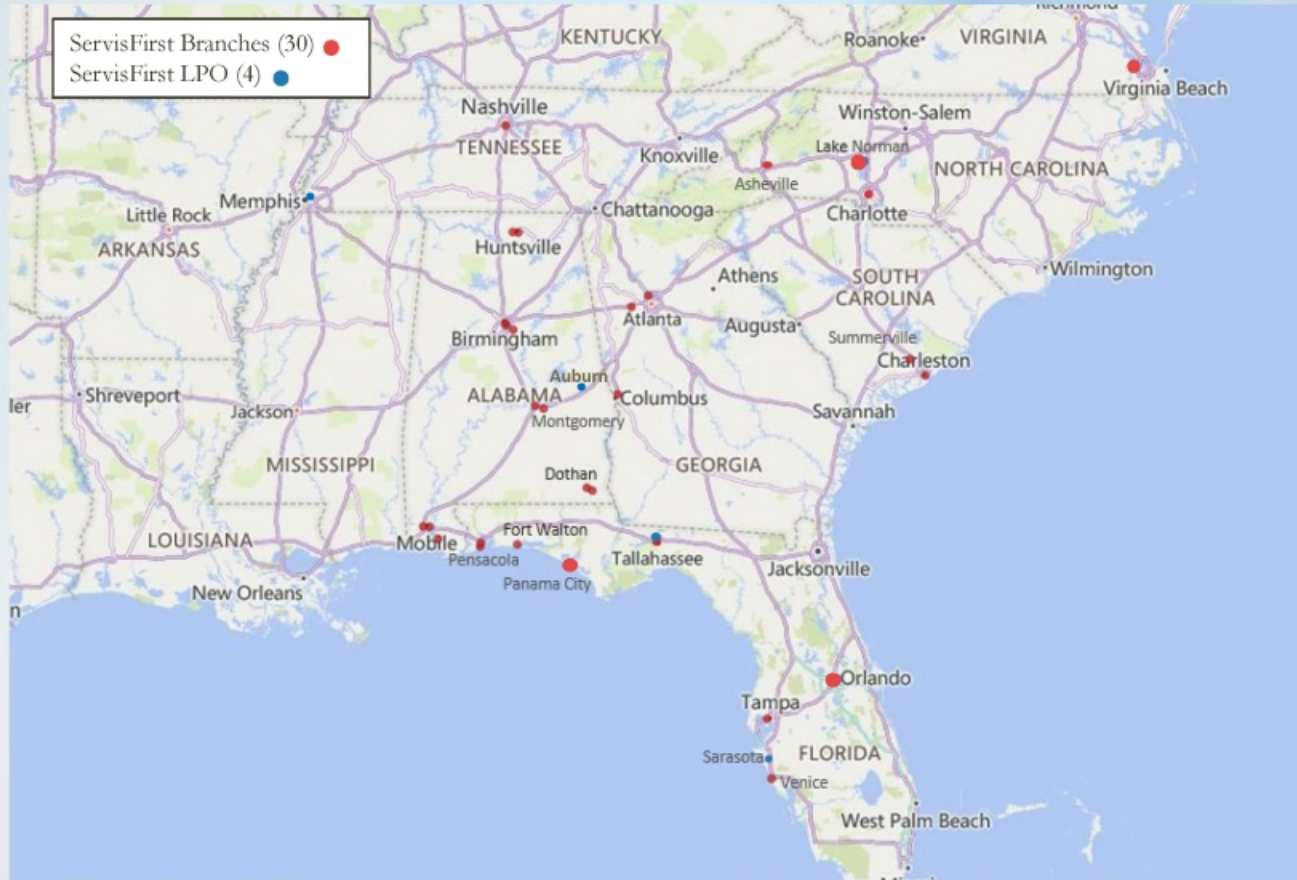 ServisFirst Branches (30)
ServisFirst LPO (4)
KENTUCKY
Roanoke
VIRGINIA
Richmond
Virginia Beach
Nashville
TENNESSEE
Knoxville
Winston-Salem
Lake Norman
NORTH CAROLINA
Asheville
Memphis
Little Rock
ARKANSAS
Chattanooga
Charlotte
Huntsville
Wilmington
Athens
SOUTH
CAROLINA
Atlanta
Augusta
Birmingham
Summerville
Charleston
Auburn
ALABAMA
Columbus
Shreveport
ler
Jackson
Montgomery
Savannah
MISSISSIPPI
Dothan
GEORGIA
LOUISIANA
Mobile
Fort Walton
Pensacola
Tallahassee
Panama City
Jacksonville
New Orleans
n
Orlando
Tampa
Sarasota
FLORIDA
Venice
West Palm Beach